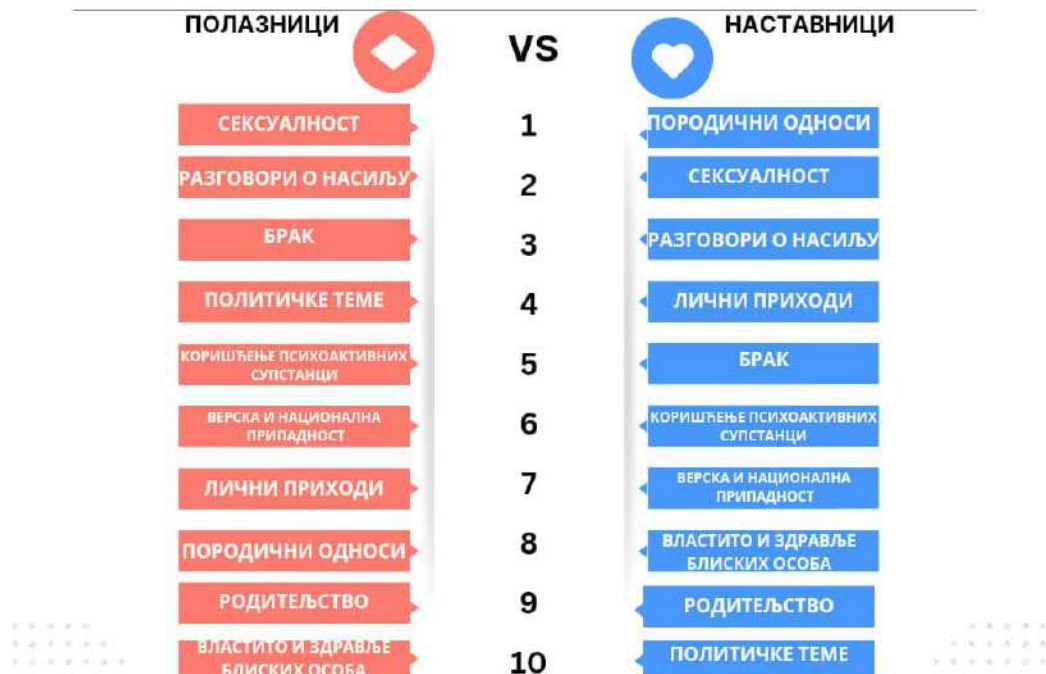 ПОЛАЗНИЦИ VS НАСТАВНИЦИ
СЕКСУАЛНОСТ 1 ПОРОДИЧНИ ОДНОСИ
РАЗГОВОРИ О НАСИЉУ 2 СЕКСУАЛНОСТ
БРАК 3 РАЗГОВОРИ О НАСИЉУ
ПОЛИТИЧКЕ ТЕМЕ 4 ЛИЧНИ ПРИХОДИ
КОРИШЋЕЊЕ ПСИХОАКТИВНИХ
СУПСТАНЦИ
5 БРАК
ВЕРСКА И НАЦИОНАЛНА
ПРИПАДНОСТ
6
КОРИШЋЕЊЕ ПСИХОАКТИВНИХ
СУПСТАНЦИ
ЛИЧНИ ПРИХОДИ 7
ВЕРСКА И НАЦИОНАЛНА
ПРИПАДНОСТ
ПОРОДИЧНИ ОДНОСИ 8
ВЛАСТИТО И ЗДРАВЉЕ
БЛИСКИХ ОСОБА
РОДИТЕЉСТВО 9 РОДИТЕЉСТВО
ВЛАСТИТО И ЗДРАВЉЕ
БЛИСКИХ ОСОБА
10 ПОЛИТИЧКЕ ТЕМЕ